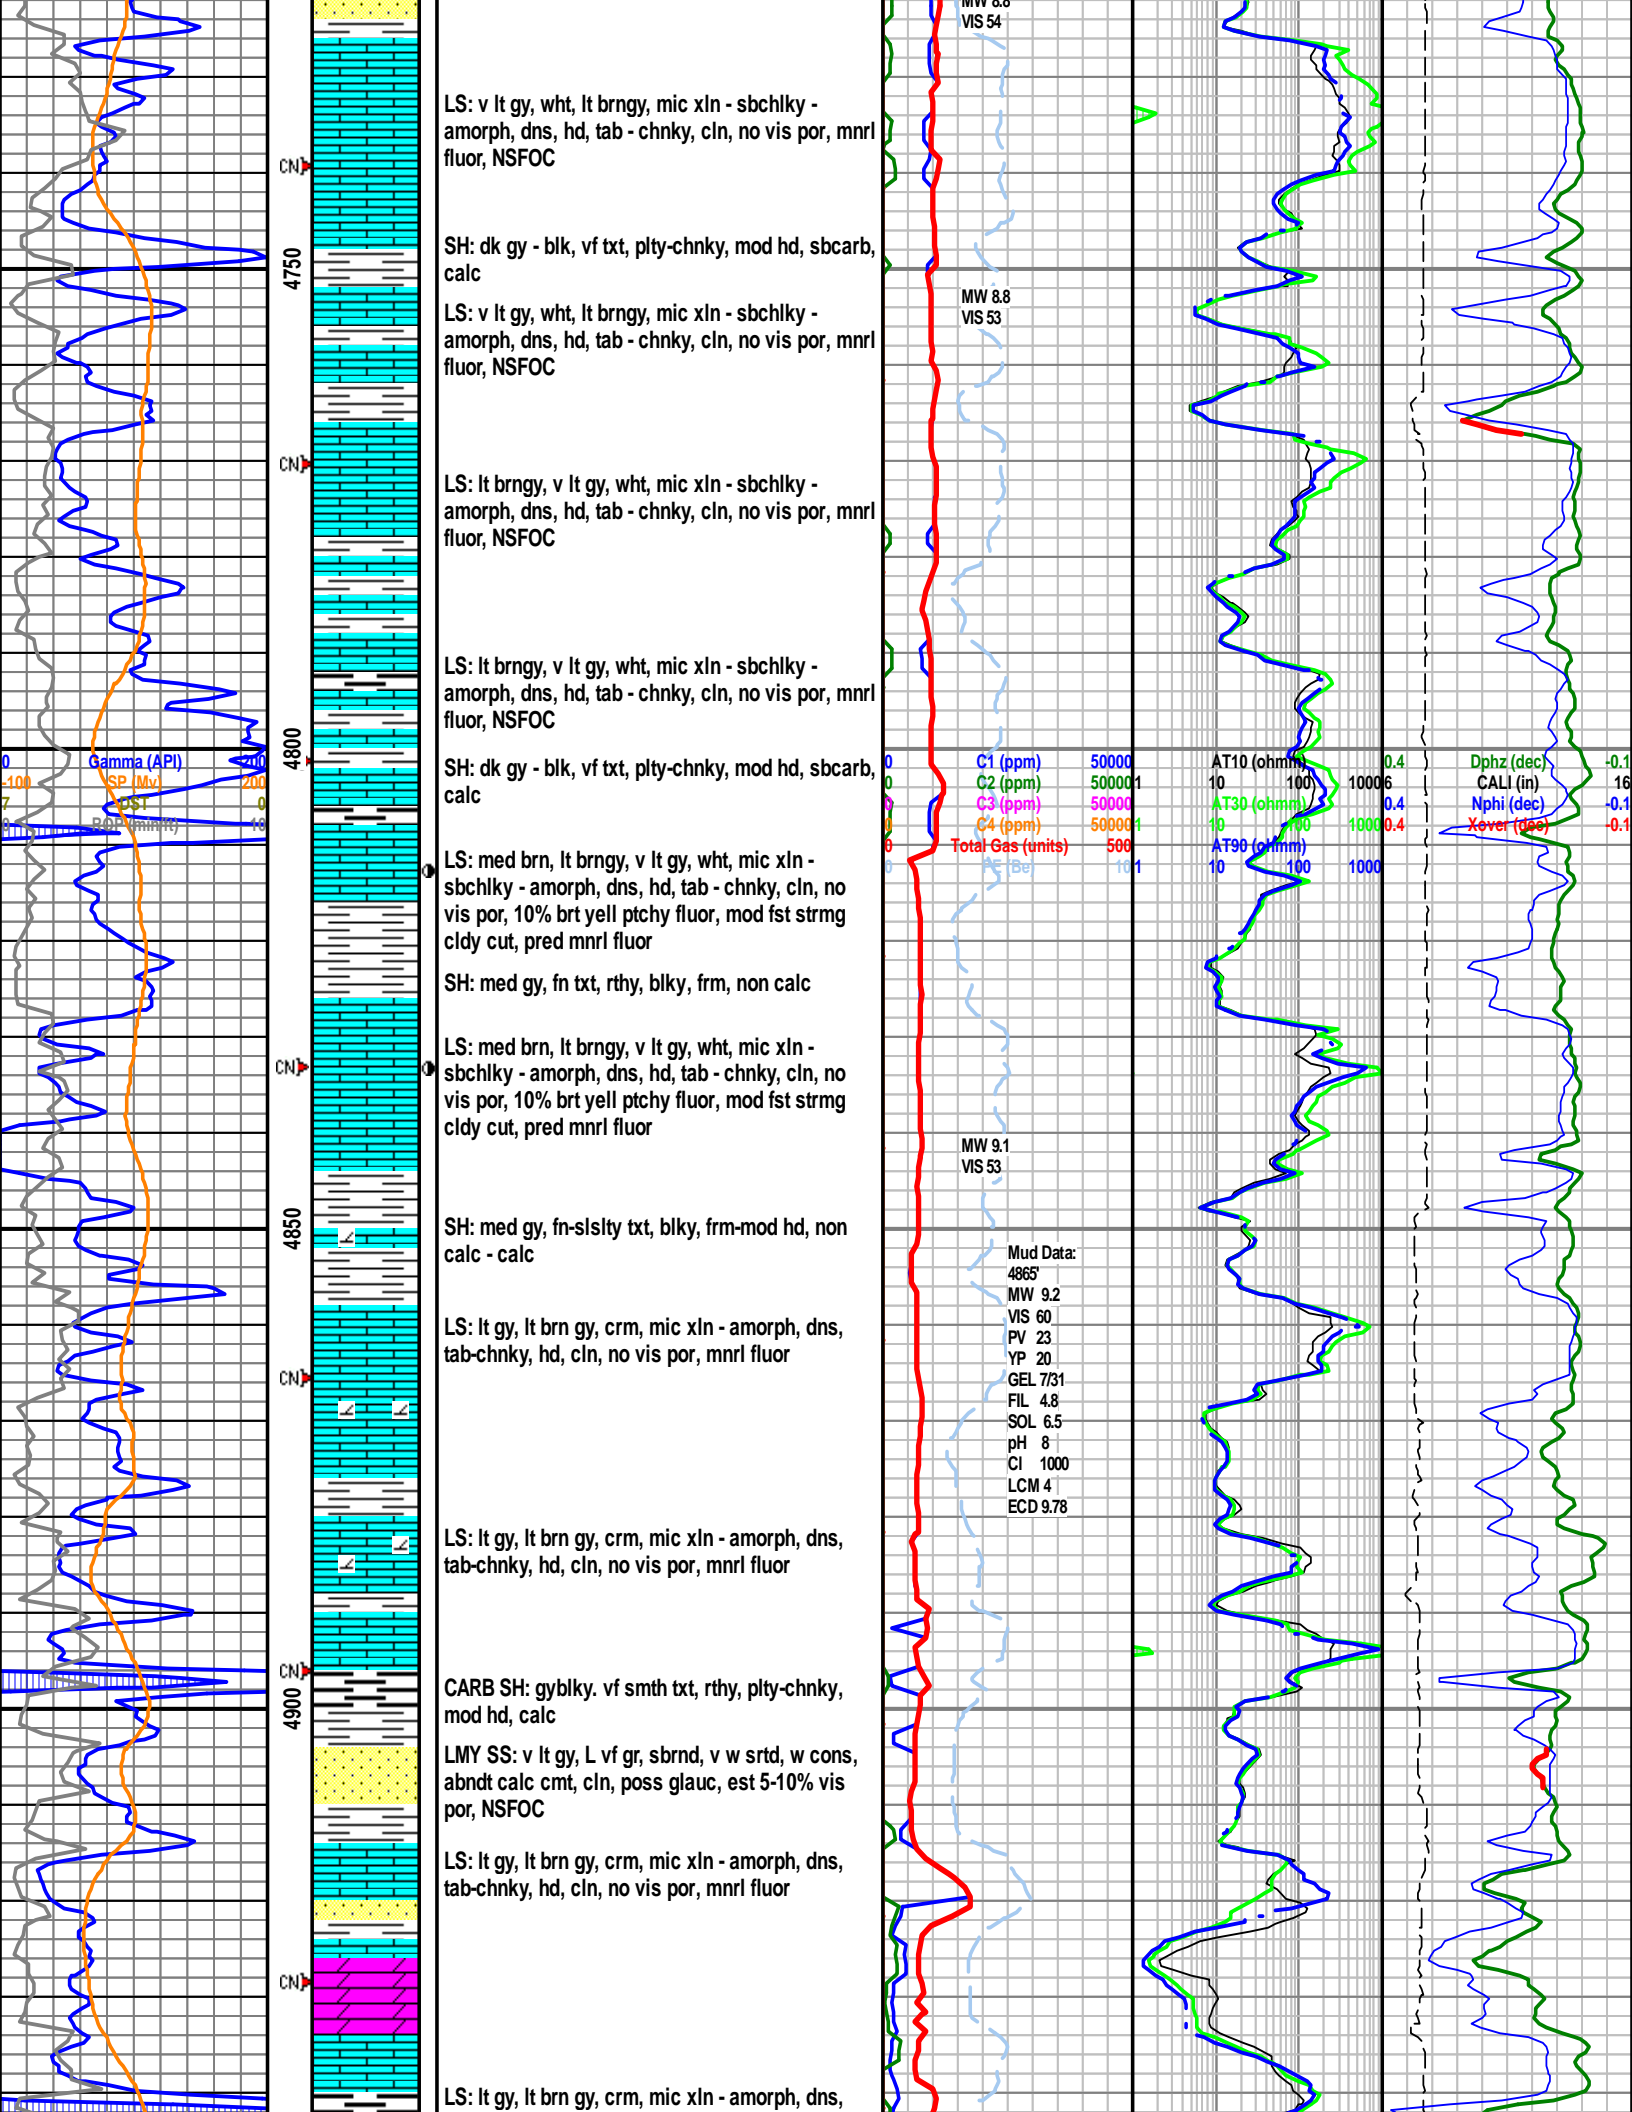 MW 8.8
VIS 54
LS: v lt gy, wht, lt brngy, mic xln - sbchlky -
amorph, dns, hd, tab - chnky, cln, no vis por, mnrl
fluor, NSFOC
CN
SH: dk gy - blk, vf txt, plty-chnky, mod hd, sbcarb,
calc
4750
MW 8.8
VIS 53
LS: v lt gy, wht, lt brngy, mic xln - sbchlky -
amorph, dns, hd, tab - chnky, cln, no vis por, mnrl
fluor, NSFOC
CN
LS: lt brngy, v lt gy, wht, mic xln - sbchlky -
amorph, dns, hd, tab - chnky, cln, no vis por, mnrl
fluor, NSFOC
LS: lt brngy, v lt gy, wht, mic xln - sbchlky -
amorph, dns, hd, tab - chnky, cln, no vis por, mnrl
fluor, NSFOC
4800
SH: dk gy - blk, vf txt, plty-chnky, mod hd, sbcarb,
calc
0 Gamma (API) 200
-100 SP (Mv) 200
7 DST 0
0 ROP (min/ft) 10
0 C1 (ppm) 50000
0 C2 (ppm) 50000
0 C3 (ppm) 50000
0 C4 (ppm) 50000
0 Total Gas (units) 500
0 PE (Be) 10
1 AT10 (ohmm) 10 100 1000
1 AT30 (ohmm) 10 100 1000
1 AT90 (ohmm) 10 100 1000
0.4 Dphz (dec) -0.1
6 CALI (in) 16
0.4 Nphi (dec) -0.1
0.4 Xover (dec) -0.1
LS: med brn, lt brngy, v lt gy, wht, mic xln -
sbchlky - amorph, dns, hd, tab - chnky, cln, no
vis por, 10% brt yell ptchy fluor, mod fst strmg
cldy cut, pred mnrl fluor
SH: med gy, fn txt, rthy, blky, frm, non calc
CN
LS: med brn, lt brngy, v lt gy, wht, mic xln -
sbchlky - amorph, dns, hd, tab - chnky, cln, no
vis por, 10% brt yell ptchy fluor, mod fst strmg
cldy cut, pred mnrl fluor
MW 9.1
VIS 53
4850
SH: med gy, fn-slslty txt, blky, frm-mod hd, non
calc - calc
Mud Data:
4865'
MW 9.2
VIS 60
PV 23
YP 20
GEL 7/31
FIL 4.8
SOL 6.5
pH 8
Cl 1000
LCM 4
ECD 9.78
LS: lt gy, lt brn gy, crm, mic xln - amorph, dns,
tab-chnky, hd, cln, no vis por, mnrl fluor
CN
LS: lt gy, lt brn gy, crm, mic xln - amorph, dns,
tab-chnky, hd, cln, no vis por, mnrl fluor
CN
4900
CARB SH: gyblky. vf smth txt, rthy, plty-chnky,
mod hd, calc
LMY SS: v lt gy, L vf gr, sbrnd, v w srtd, w cons,
abndt calc cmt, cln, poss glauc, est 5-10% vis
por, NSFOC
LS: lt gy, lt brn gy, crm, mic xln - amorph, dns,
tab-chnky, hd, cln, no vis por, mnrl fluor
CN
LS: lt gy, lt brn gy, crm, mic xln - amorph, dns,